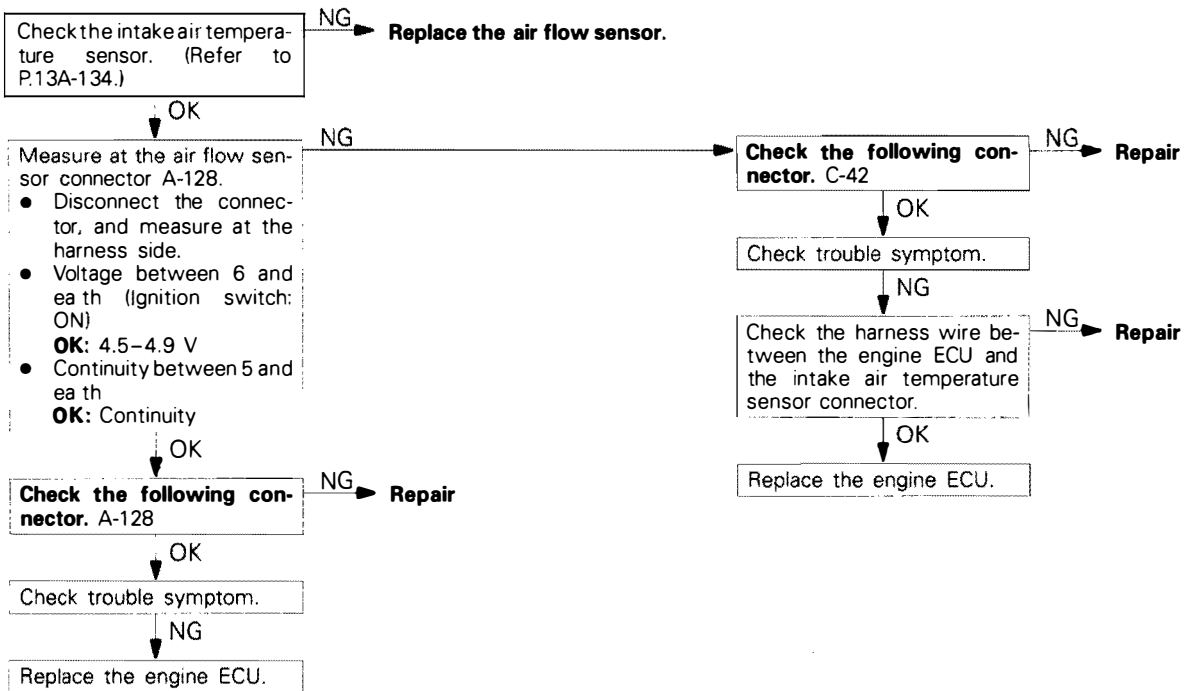 Check the intake air tempera-
ture sensor. (Refer to
P.13A-134.)
NG
Replace the air flow sensor.
OK
Measure at the air flow sen-
sor connector A-128.
● Disconnect the connec-
tor, and measure at the
harness side.
● Voltage between 6 and
ea th (Ignition switch:
ON)
OK: 4.5–4.9 V
● Continuity between 5 and
ea th
OK: Continuity
NG
OK
Check the following con-
nector. A-128
NG
Repair
OK
Check trouble symptom.
NG
Replace the engine ECU.
Check the following con-
nector. C-42
NG
Repair
OK
Check trouble symptom.
NG
Check the harness wire be-
tween the engine ECU and
the intake air temperature
sensor connector.
NG
Repair
OK
Replace the engine ECU.